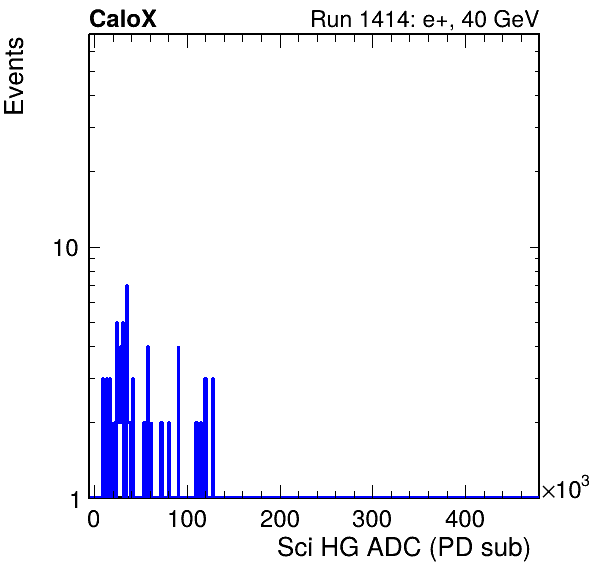 CaloX Run 1414: e+, 40 GeV
Events
10
1
0 100 200 300 400 ×10³
Sci HG ADC (PD sub)